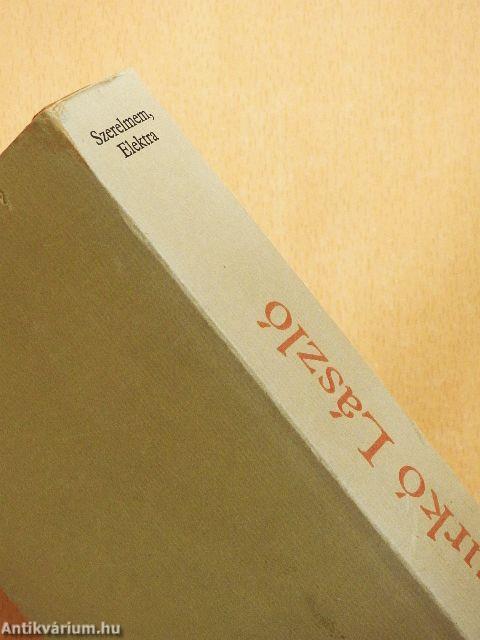 Szerelmem,
Elektra
László
Antikvárium.hu